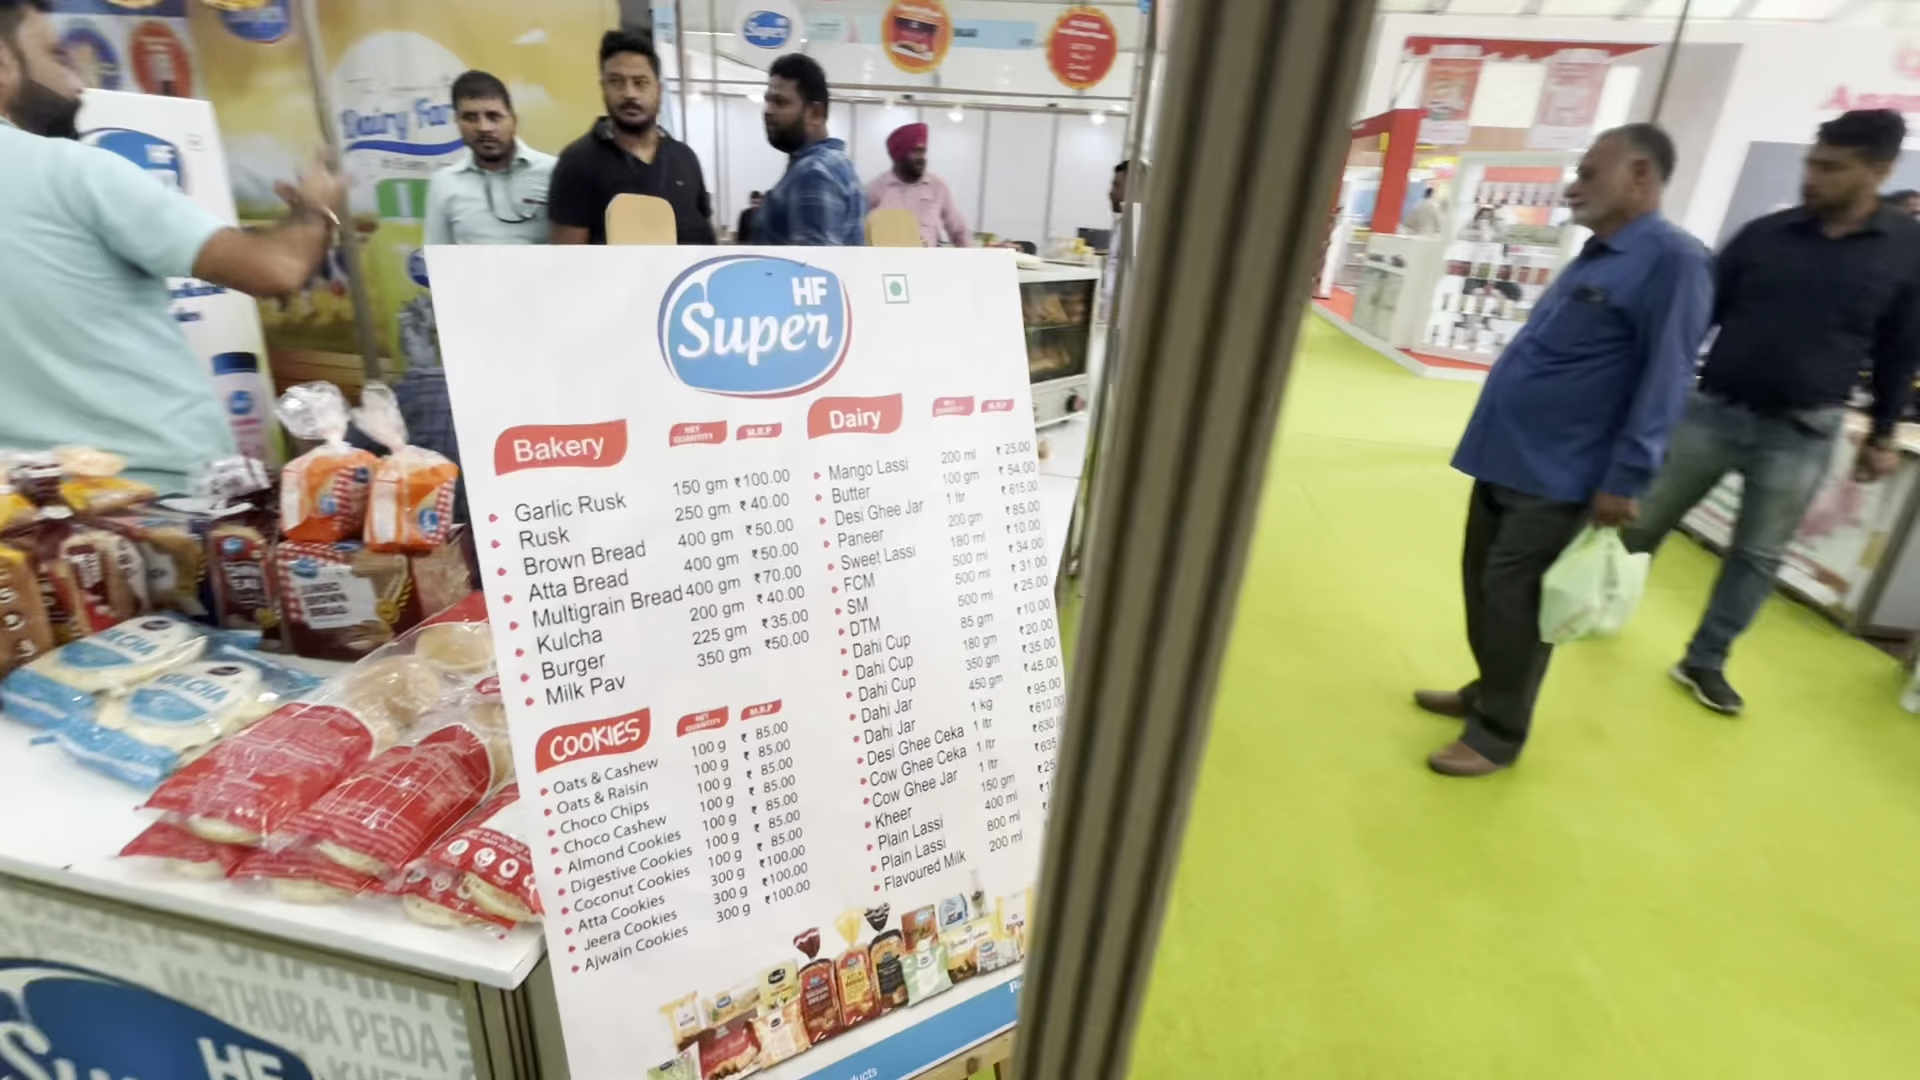 Dairy Far
HF
Super
Bakery
NET QUANTITY
M.R.P
Garlic Rusk 150 gm ₹100.00
Rusk 250 gm ₹ 40.00
Brown Bread 400 gm ₹50.00
Atta Bread 400 gm ₹50.00
Multigrain Bread 400 gm ₹70.00
Kulcha 200 gm ₹40.00
Burger 225 gm ₹35.00
Milk Pav 350 gm ₹50.00
COOKIES
NET QUANTITY
M.R.P
Oats & Cashew 100 g ₹ 85.00
Oats & Raisin 100 g ₹ 85.00
Choco Chips 100 g ₹ 85.00
Choco Cashew 100 g ₹ 85.00
Almond Cookies 100 g ₹ 85.00
Digestive Cookies 100 g ₹ 85.00
Coconut Cookies 100 g ₹ 85.00
Atta Cookies 300 g ₹100.00
Jeera Cookies 300 g ₹100.00
Ajwain Cookies 300 g ₹100.00
Dairy
NET QUANTITY
M.R.P
Mango Lassi 200 ml ₹ 25.00
Butter 100 gm ₹ 54.00
Desi Ghee Jar 1 ltr ₹ 615.00
Paneer 200 gm ₹85.00
Sweet Lassi 180 ml ₹10.00
FCM 500 ml ₹34.00
SM 500 ml ₹31.00
DTM 500 ml ₹25.00
Dahi Cup 85 gm ₹10.00
Dahi Cup 180 gm ₹20.00
Dahi Cup 350 gm ₹35.00
Dahi Jar 450 gm ₹45.00
Dahi Jar 1 kg ₹95.00
Desi Ghee Ceka 1 ltr ₹610.00
Cow Ghee Ceka 1 ltr ₹630
Cow Ghee Jar 1 ltr ₹635
Kheer 150 gm ₹25
Plain Lassi 400 ml
Plain Lassi 800 ml
Flavoured Milk 200 ml
MATHURA PEDA
HF